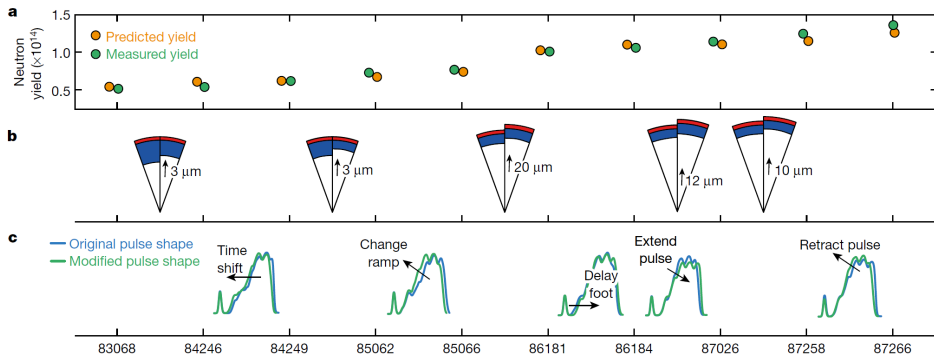 a
Neutron
yield (×10¹⁴)
1.5
1.0
0.5
Predicted yield
Measured yield
b
3 μm
3 μm
20 μm
12 μm
10 μm
c
Original pulse shape
Modified pulse shape
Time
shift
Change
ramp
Delay
foot
Extend
pulse
Retract pulse
83068 84246 84249 85062 85066 86181 86184 87026 87258 87266